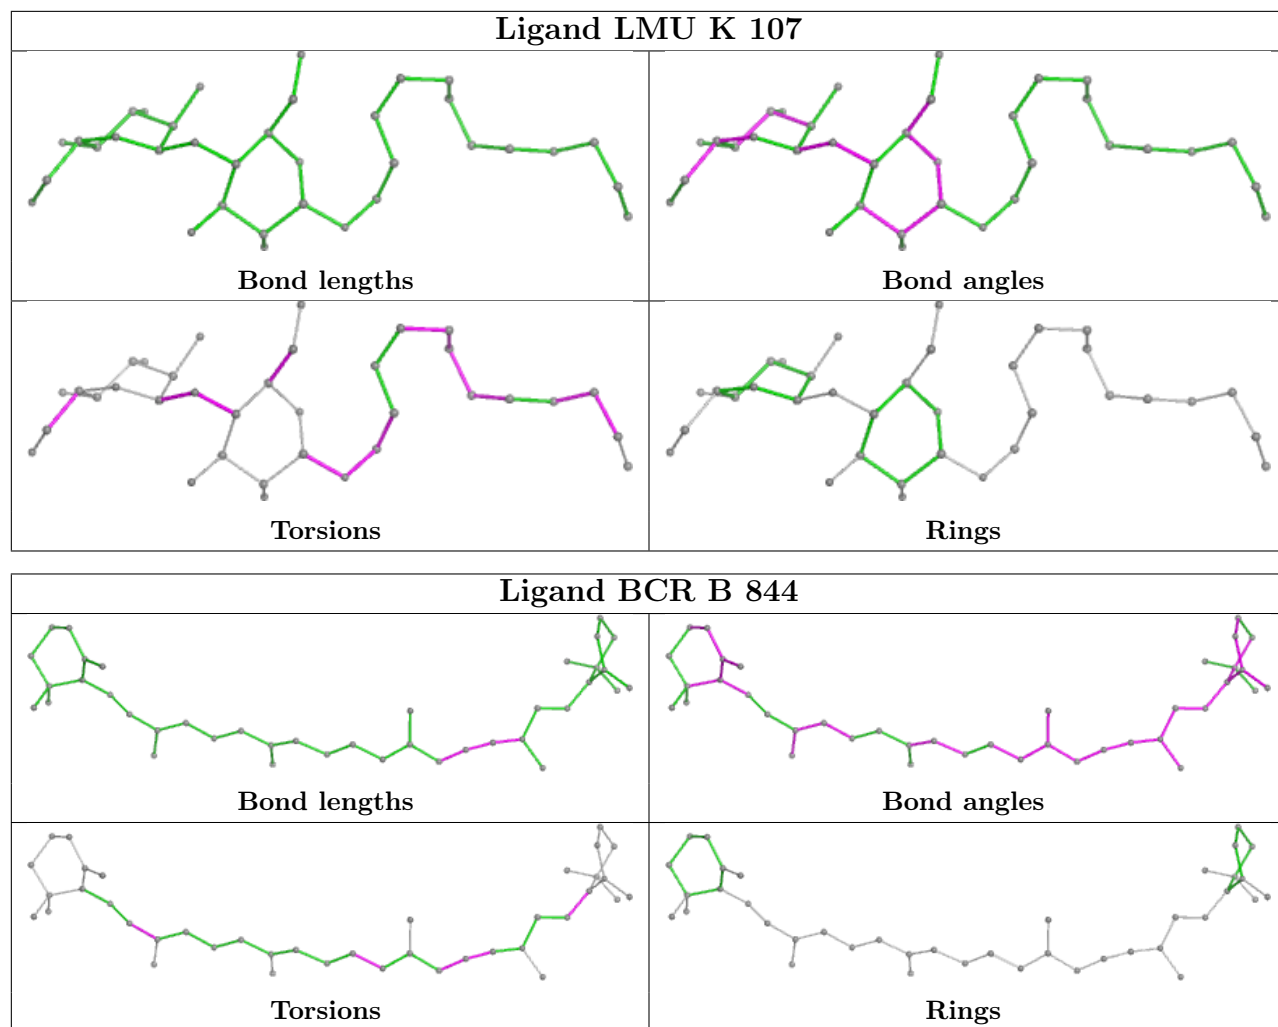 Ligand LMU K 107
Bond lengths
Bond angles
Torsions
Rings
Ligand BCR B 844
Bond lengths
Bond angles
Torsions
Rings